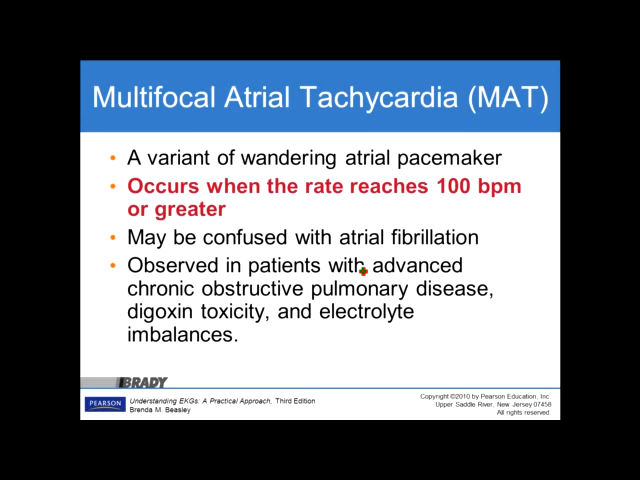 Multifocal Atrial Tachycardia (MAT)
• A variant of wandering atrial pacemaker
• Occurs when the rate reaches 100 bpm
or greater
• May be confused with atrial fibrillation
• Observed in patients with advanced
chronic obstructive pulmonary disease,
digoxin toxicity, and electrolyte
imbalances.
BRADY
PEARSON
Understanding EKGs: A Practical Approach, Third Edition
Brenda M. Beasley
Copyright ©2010 by Pearson Education, Inc.
Upper Saddle River, New Jersey 07458
All rights reserved.